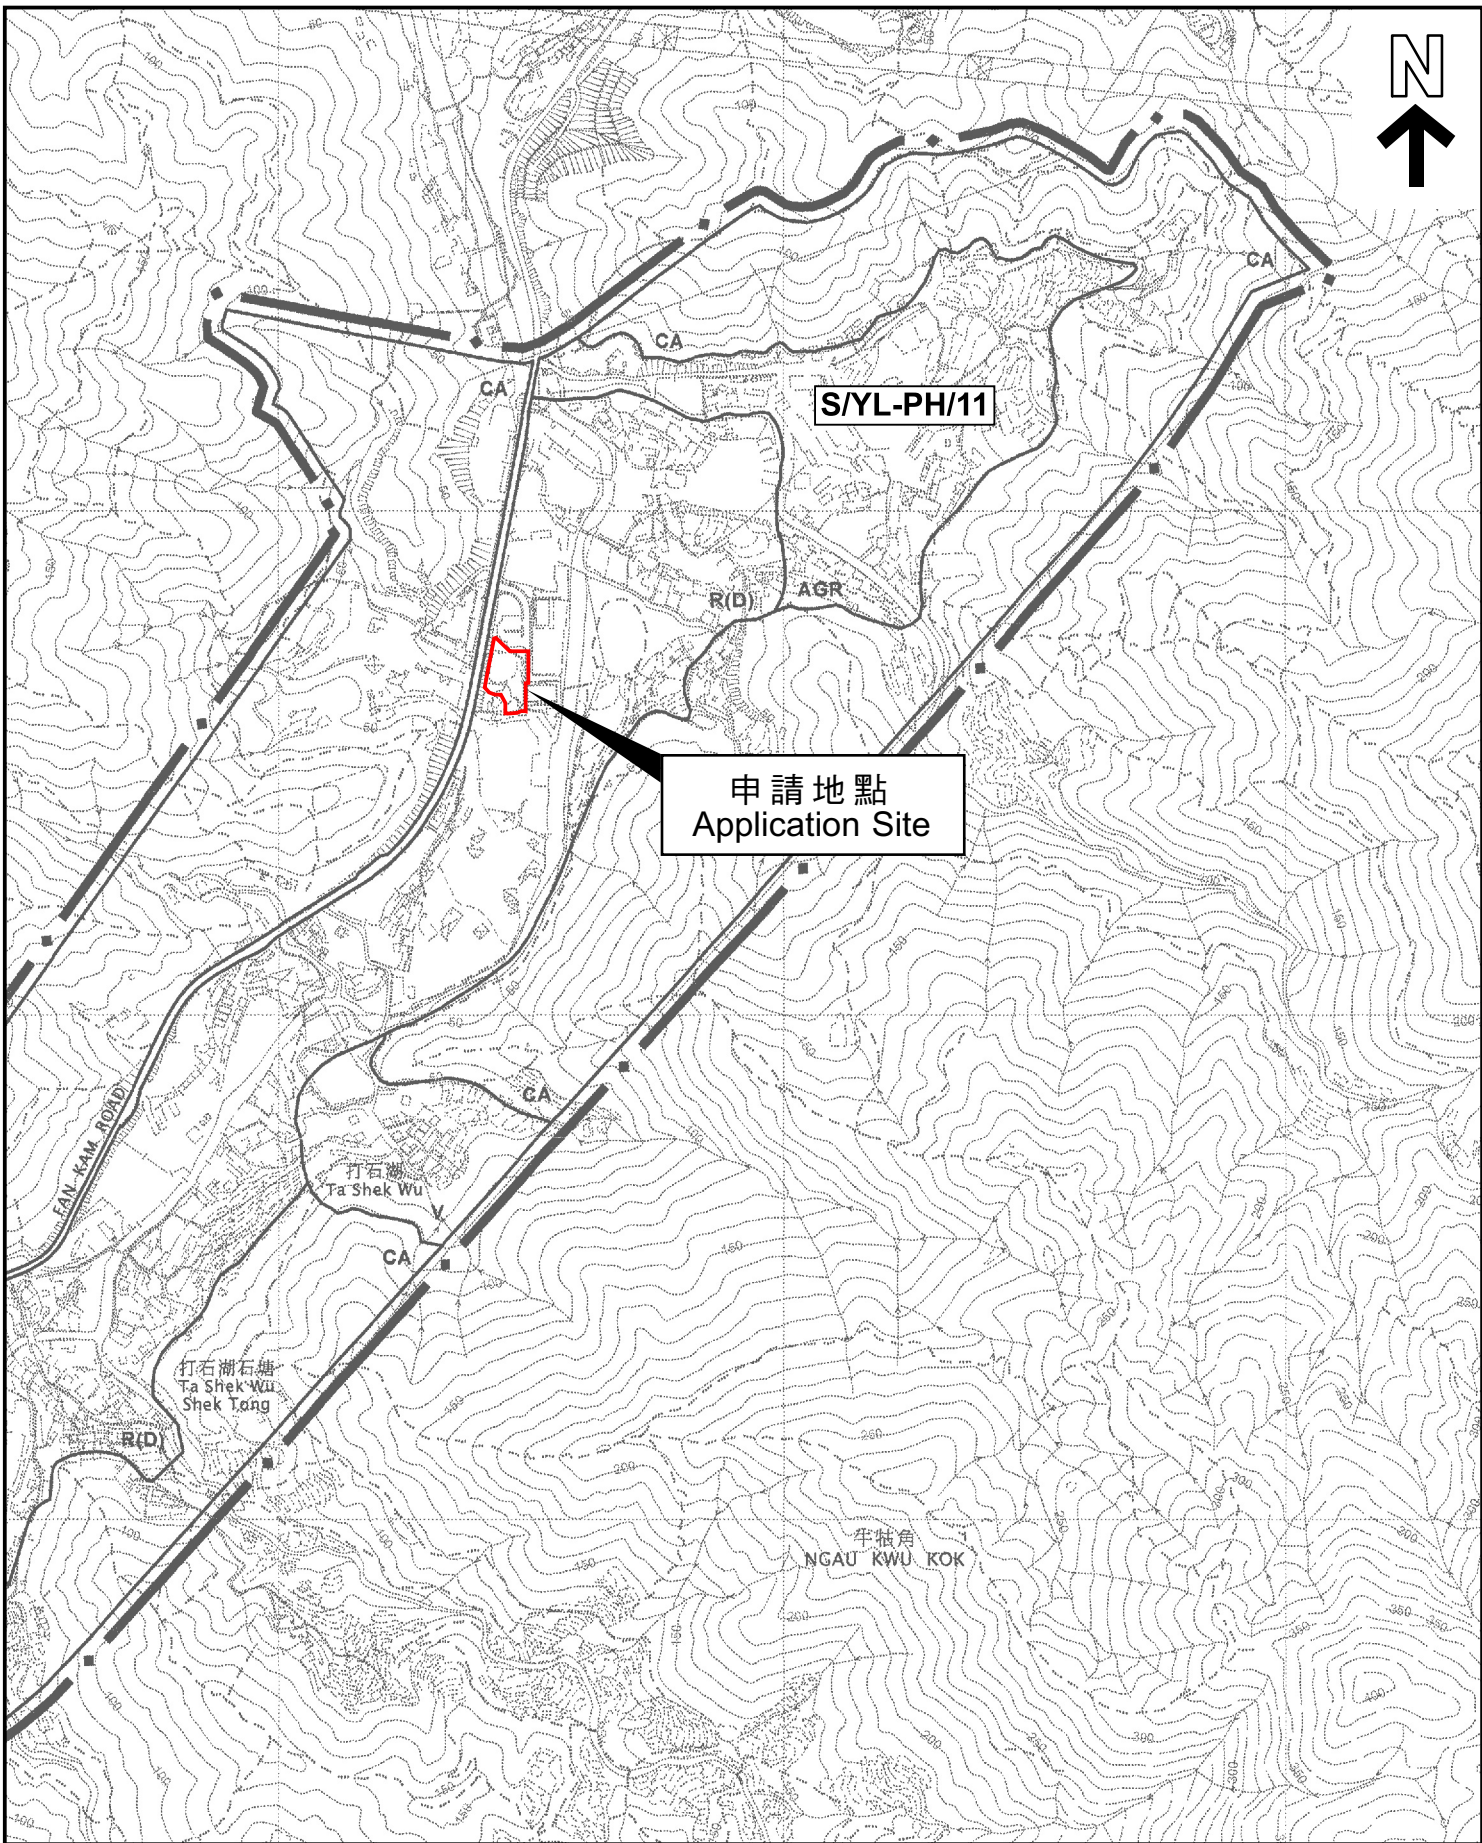 N
CA
CA
CA
S/YL-PH/11
R(D)
AGR
申請地點
Application Site
CA
FAN KAM ROAD
打石湖
Ta Shek Wu
V
CA
打石湖石塘
Ta Shek Wu
Shek Tong
R(D)
牛牯角
NGAU KWU KOK